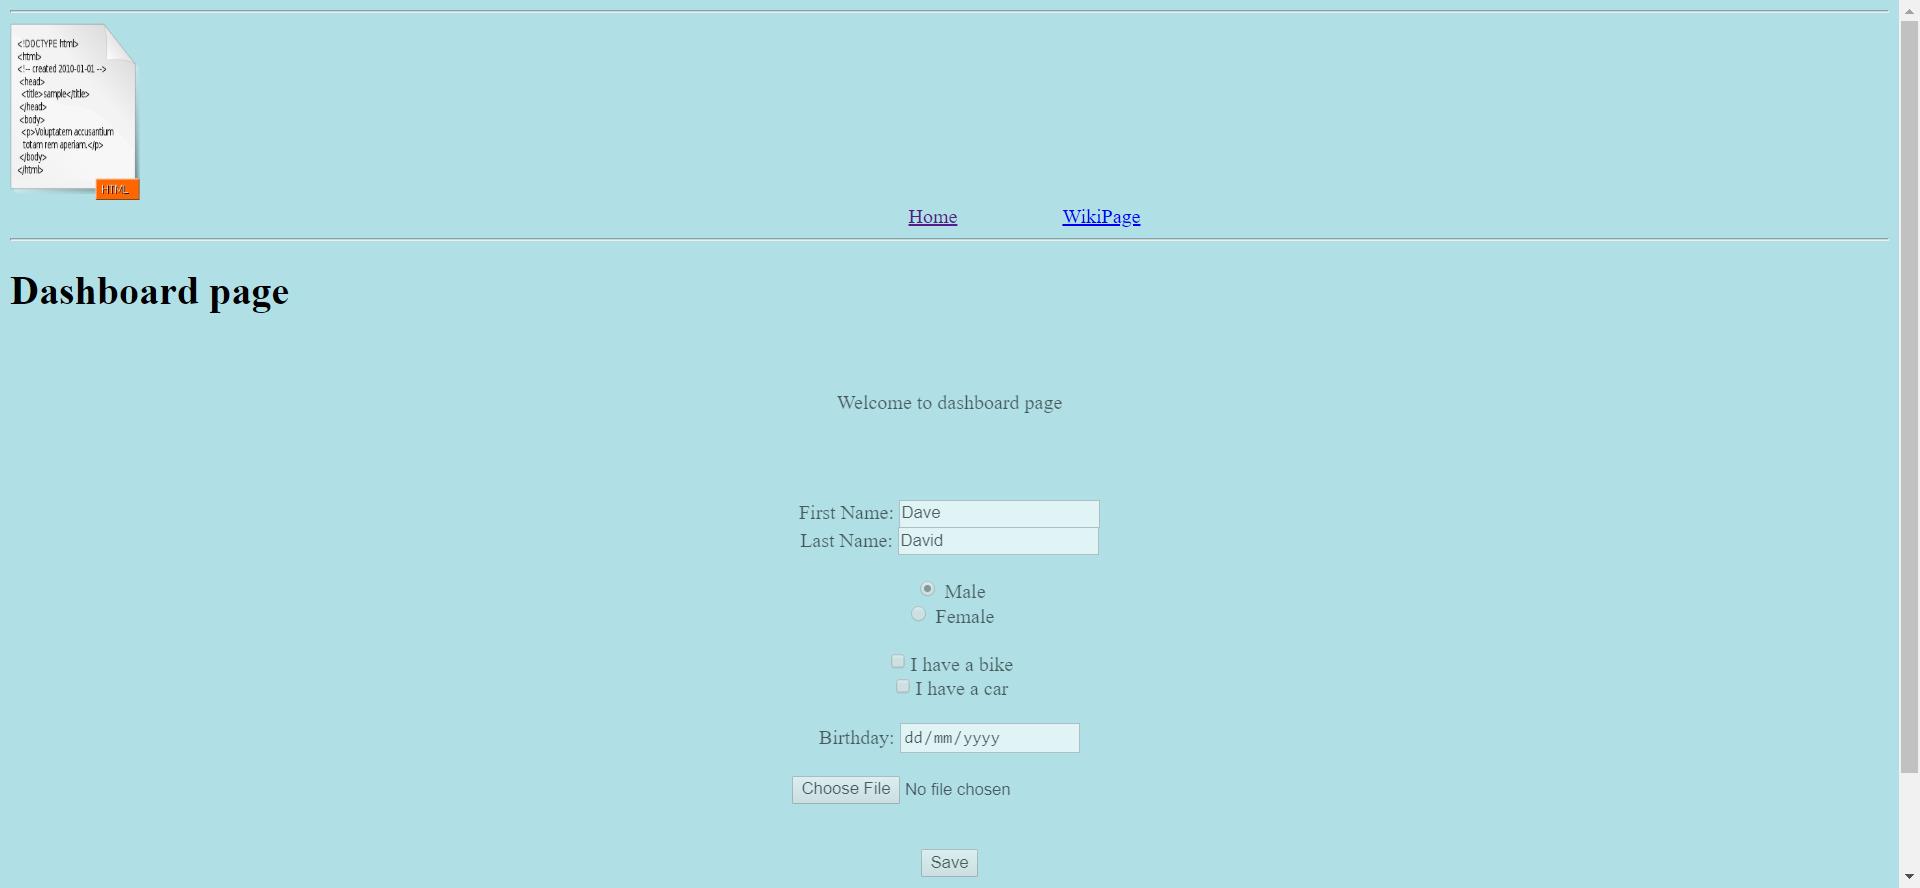 <!DOCTYPE html>
<html>
<!-- created 2010-01-01 -->
<head>
<title>sample</title>
</head>
<body>
<p>Voluptatem accusantium
totam rem aperiam.</p>
</body>
</html>
HTML
Home WikiPage
Dashboard page
Welcome to dashboard page
First Name: Dave
Last Name: David
Male
Female
I have a bike
I have a car
Birthday: dd/mm/yyyy
Choose File No file chosen
Save